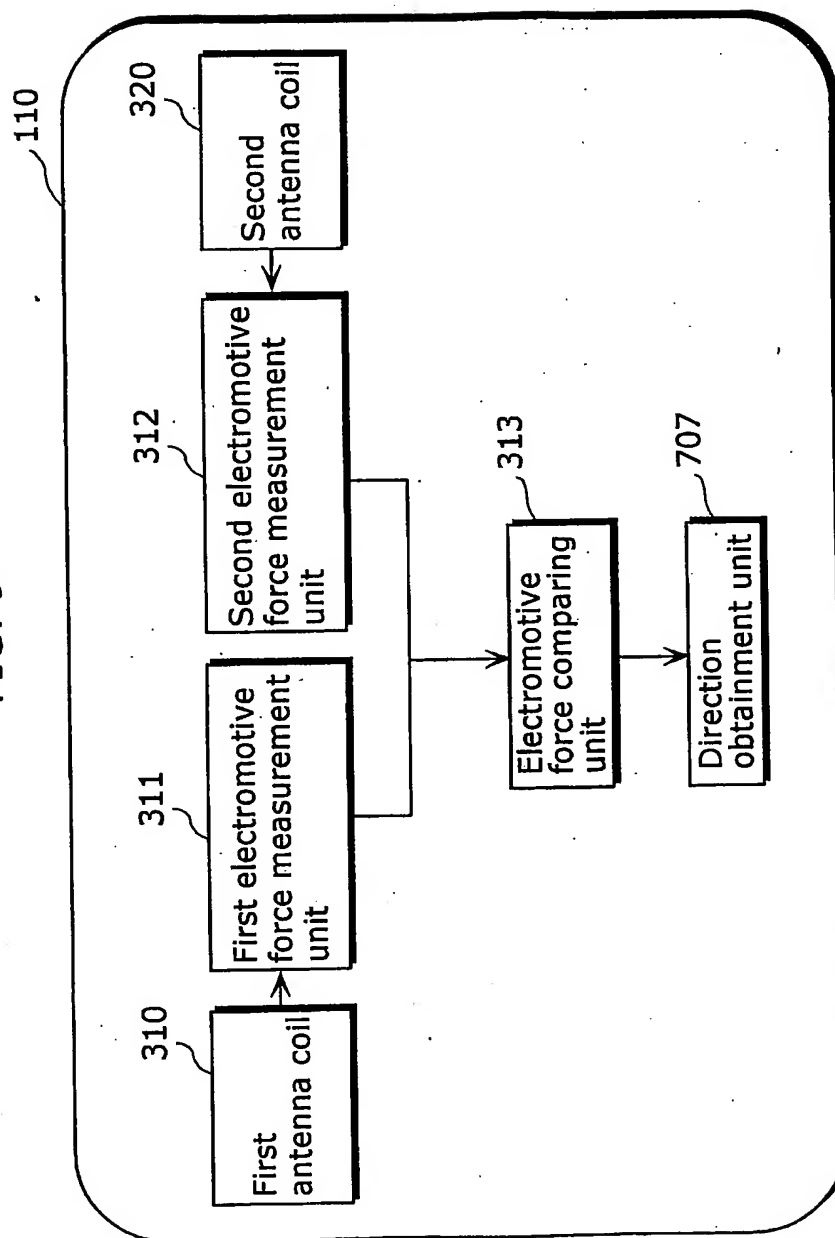 110
310
First
antenna coil
311
First electromotive
force measurement
unit
312
Second electromotive
force measurement
unit
320
Second
antenna coil
313
Electromotive
force comparing
unit
707
Direction
obtainment unit